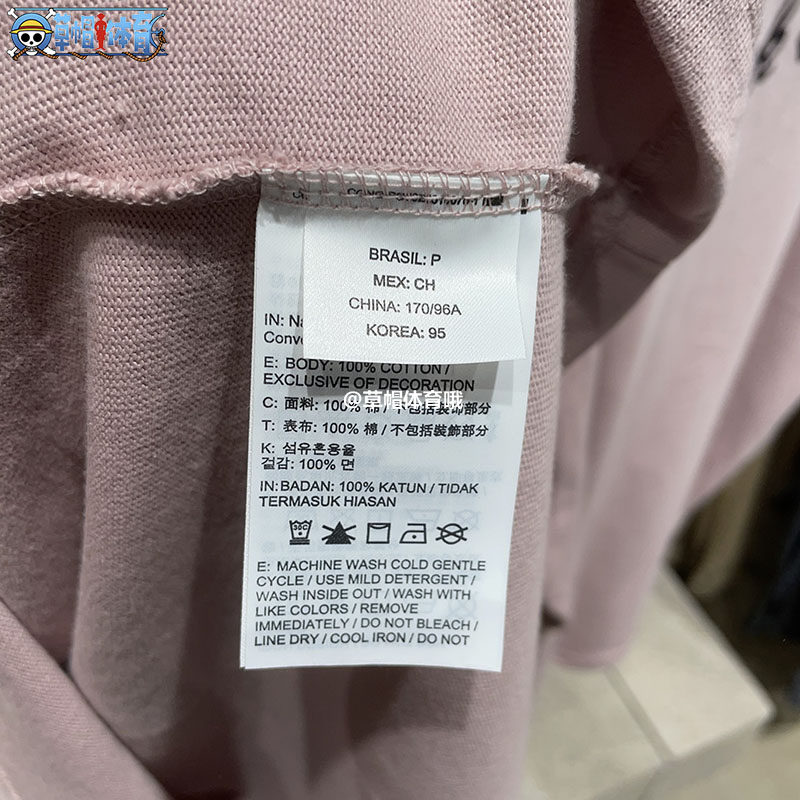 草帽体育
BRASIL: P
MEX: CH
CHINA: 170/96A
KOREA: 95
IN: Na
Conve
E: BODY: 100% COTTON /
EXCLUSIVE OF DECORATION
@草帽体育哦
C: 面料: 100% 棉 / 不包括装饰部分
T: 表布: 100% 棉 / 不包括裝飾部分
K: 섬유혼용율
겉감: 100% 면
IN: BADAN: 100% KATUN / TIDAK
TERMASUK HIASAN
30C
E: MACHINE WASH COLD GENTLE
CYCLE / USE MILD DETERGENT /
WASH INSIDE OUT / WASH WITH
LIKE COLORS / REMOVE
IMMEDIATELY / DO NOT BLEACH /
LINE DRY / COOL IRON / DO NOT